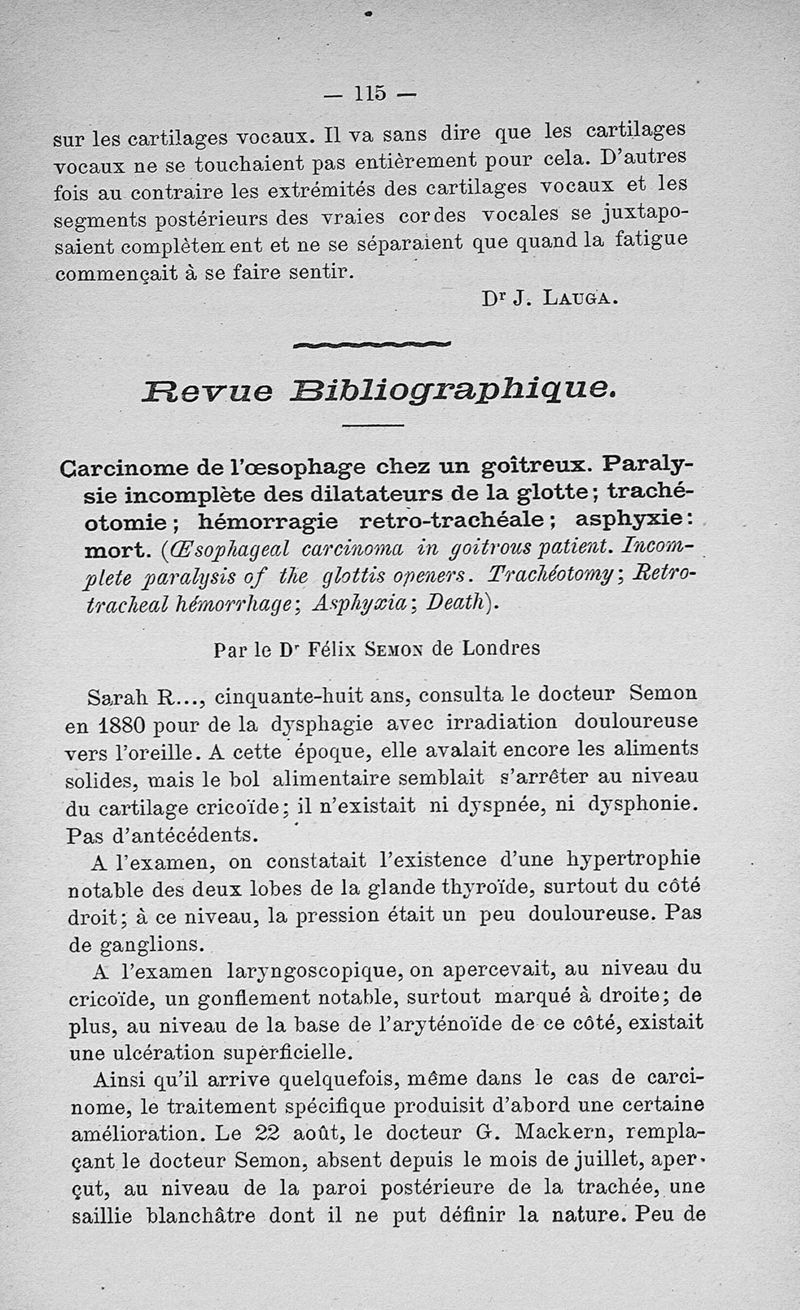 — 115 —
sur les cartilages vocaux. Il va sans dire que les cartilages
vocaux ne se touchaient pas entièrement pour cela. D'autres
fois au contraire les extrémités des cartilages vocaux et les
segments postérieurs des vraies cordes vocales se juxtapo-
saient complètement et ne se séparaient que quand la fatigue
commençait à se faire sentir.
Dr J. LAUGA.
Revue Bibliographique.
Carcinome de l'œsophage chez un goîtreux. Paraly-
sie incomplète des dilatateurs de la glotte; traché-
otomie; hémorragie retro-trachéale; asphyxie:
mort. (Œsophageal carcinoma in goitrous patient. Incom-
plete paralysis of the glottis openers. Trachéotomy; Retro-
tracheal hémorrhage; Asphyxia; Death).
Par le Dr Félix SEMON de Londres
Sarah R..., cinquante-huit ans, consulta le docteur Semon
en 1880 pour de la dysphagie avec irradiation douloureuse
vers l'oreille. A cette époque, elle avalait encore les aliments
solides, mais le bol alimentaire semblait s'arrêter au niveau
du cartilage cricoïde; il n'existait ni dyspnée, ni dysphonie.
Pas d'antécédents.
A l'examen, on constatait l'existence d'une hypertrophie
notable des deux lobes de la glande thyroïde, surtout du côté
droit; à ce niveau, la pression était un peu douloureuse. Pas
de ganglions.
A l'examen laryngoscopique, on apercevait, au niveau du
cricoïde, un gonflement notable, surtout marqué à droite; de
plus, au niveau de la base de l'aryténoïde de ce côté, existait
une ulcération superficielle.
Ainsi qu'il arrive quelquefois, même dans le cas de carci-
nome, le traitement spécifique produisit d'abord une certaine
amélioration. Le 22 août, le docteur G. Mackern, rempla-
çant le docteur Semon, absent depuis le mois de juillet, aper-
çut, au niveau de la paroi postérieure de la trachée, une
saillie blanchâtre dont il ne put définir la nature. Peu de